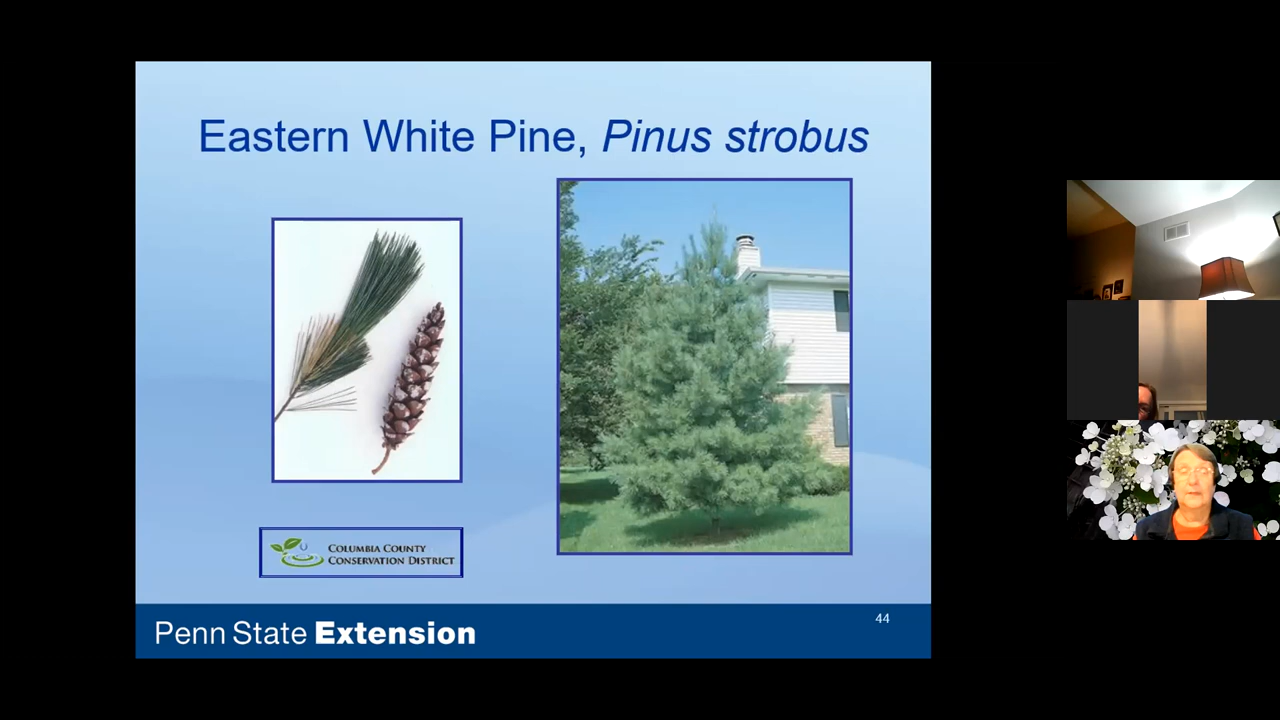 Eastern White Pine, Pinus strobus
COLUMBIA COUNTY
CONSERVATION DISTRICT
44
Penn State Extension